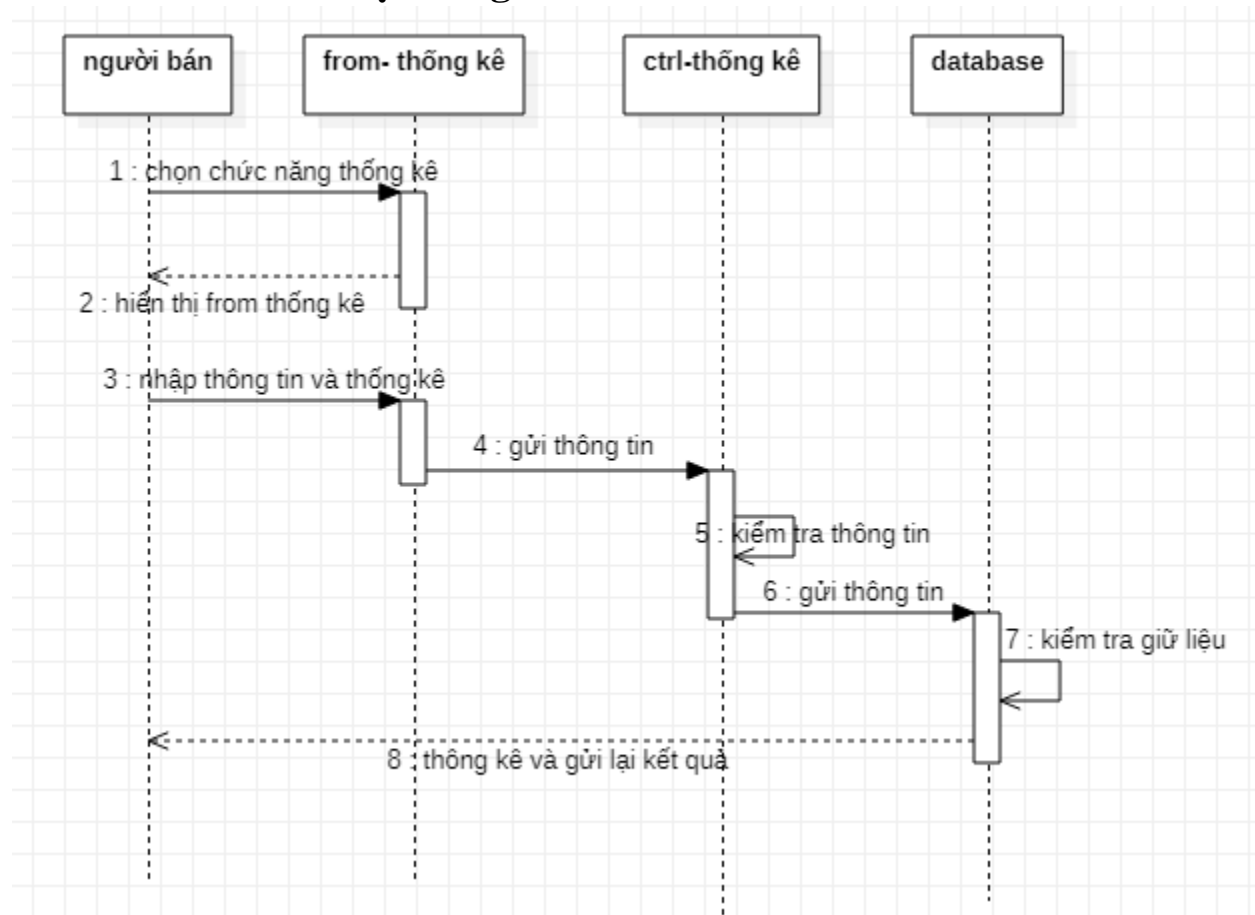 người bán
from- thống kê
ctrl-thống kê
database
1 : chọn chức năng thống kê
2 : hiển thị from thống kê
3 : nhập thông tin và thống kê
4 : gửi thông tin
5 : kiểm tra thông tin
6 : gửi thông tin
7 : kiểm tra giữ liệu
8 : thông kê và gửi lại kết quả